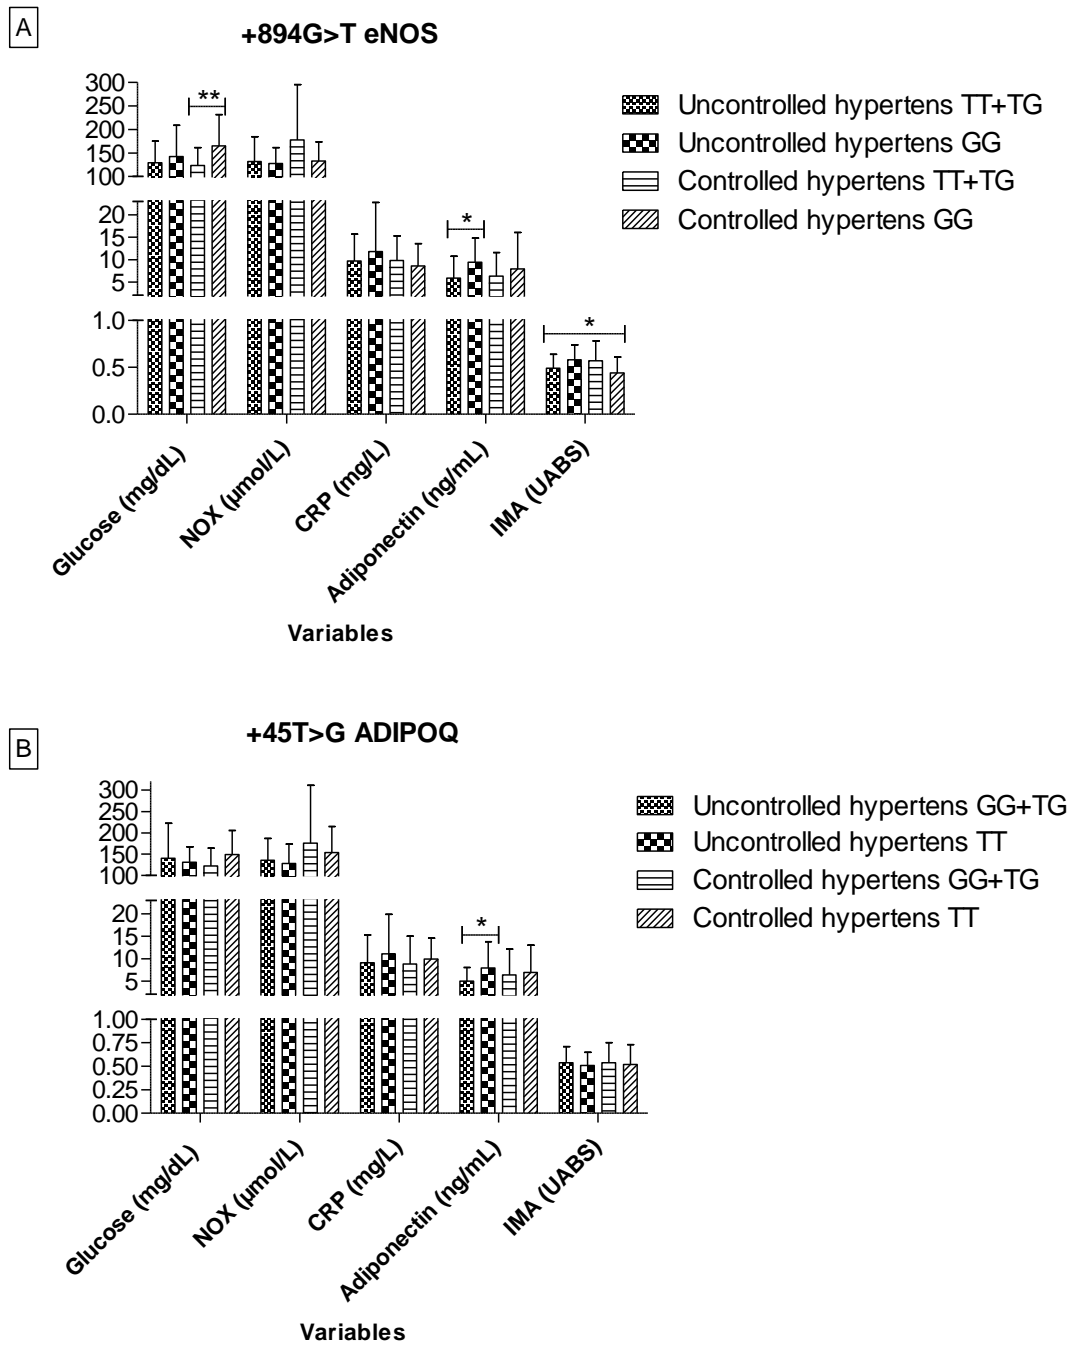 A
+894G>T eNOS
300
250
200
150
100
20
15
10
5
1.0
0.5
0.0
**
*
*
Uncontrolled hypertens TT+TG
Uncontrolled hypertens GG
Controlled hypertens TT+TG
Controlled hypertens GG
Glucose (mg/dL)
NOX (µmol/L)
CRP (mg/L)
Adiponectin (ng/mL)
IMA (UABS)
Variables
B
+45T>G ADIPOQ
300
250
200
150
100
20
15
10
5
1.00
0.75
0.50
0.25
0.00
*
Uncontrolled hypertens GG+TG
Uncontrolled hypertens TT
Controlled hypertens GG+TG
Controlled hypertens TT
Glucose (mg/dL)
NOX (µmol/L)
CRP (mg/L)
Adiponectin (ng/mL)
IMA (UABS)
Variables